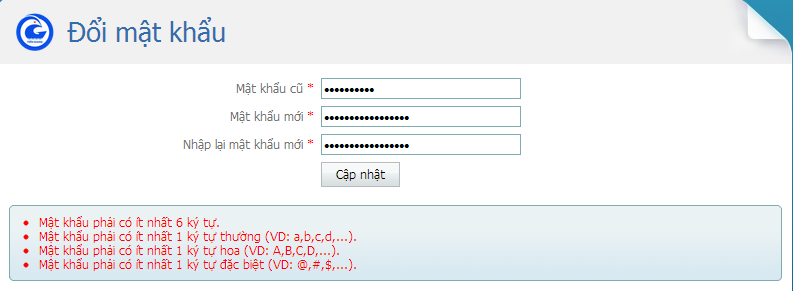 Đổi mật khẩu
Mật khẩu cũ * ••••••••••
Mật khẩu mới * •••••••••••••••••
Nhập lại mật khẩu mới * •••••••••••••••••
Cập nhật
• Mật khẩu phải có ít nhất 6 ký tự.
• Mật khẩu phải có ít nhất 1 ký tự thường (VD: a,b,c,d,...).
• Mật khẩu phải có ít nhất 1 ký tự hoa (VD: A,B,C,D,...).
• Mật khẩu phải có ít nhất 1 ký tự đặc biệt (VD: @,#,$,...).